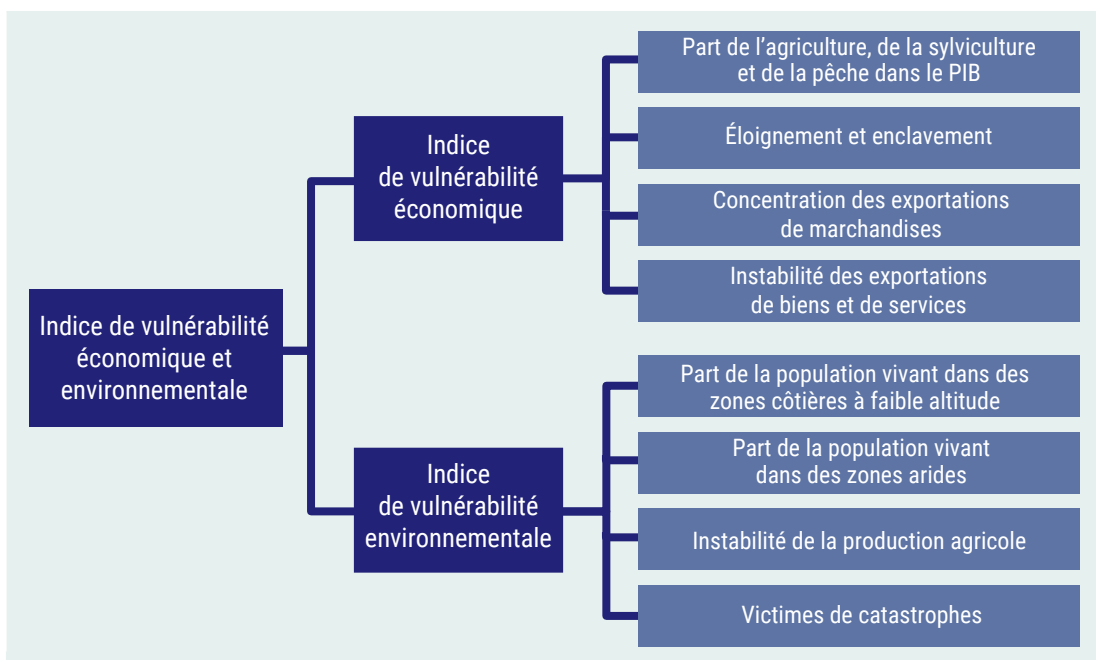 Indice de vulnérabilité
économique et
environnementale
Indice
de vulnérabilité
économique
Part de l’agriculture, de la sylviculture
et de la pêche dans le PIB
Éloignement et enclavement
Concentration des exportations
de marchandises
Instabilité des exportations
de biens et de services
Indice
de vulnérabilité
environnementale
Part de la population vivant dans des
zones côtières à faible altitude
Part de la population vivant
dans des zones arides
Instabilité de la production agricole
Victimes de catastrophes